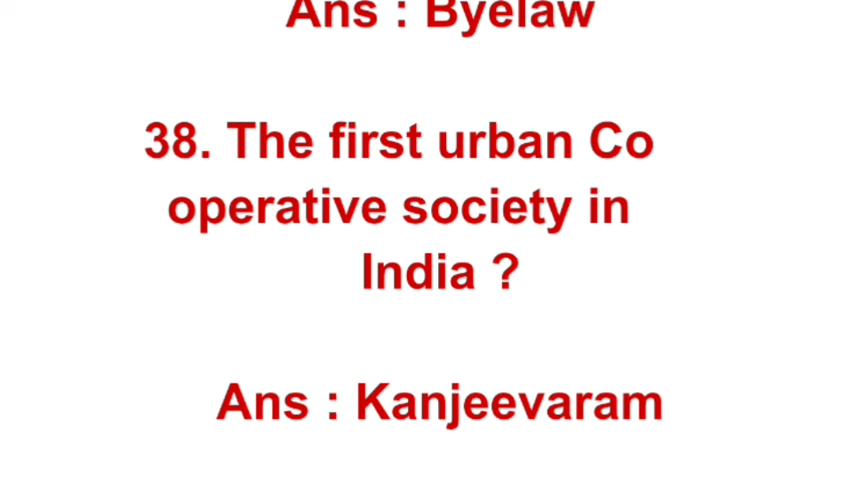 Ans : Byelaw
38. The first urban Co
operative society in
India ?
Ans : Kanjeevaram